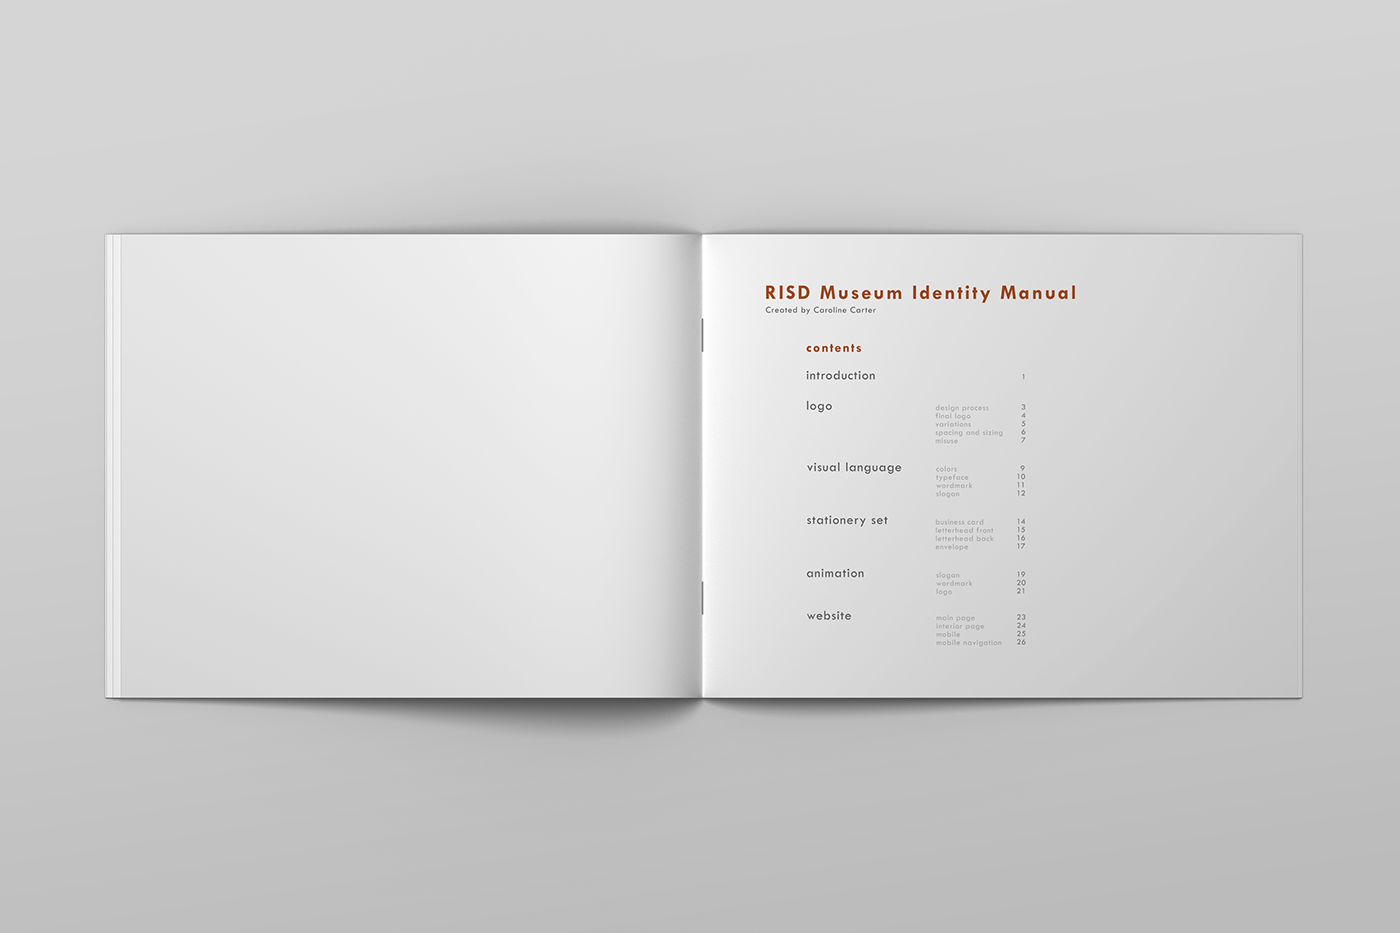 RISD Museum Identity Manual
Created by Caroline Carter
contents
introduction 1
logo
design process 3
final logo 4
variations 5
spacing and sizing 6
misuse 7
visual language
colors 9
typeface 10
wordmark 11
slogan 12
stationery set
business card 14
letterhead front 15
letterhead back 16
envelope 17
animation
slogan 19
wordmark 20
logo 21
website
main page 23
interior page 24
mobile 25
mobile navigation 26